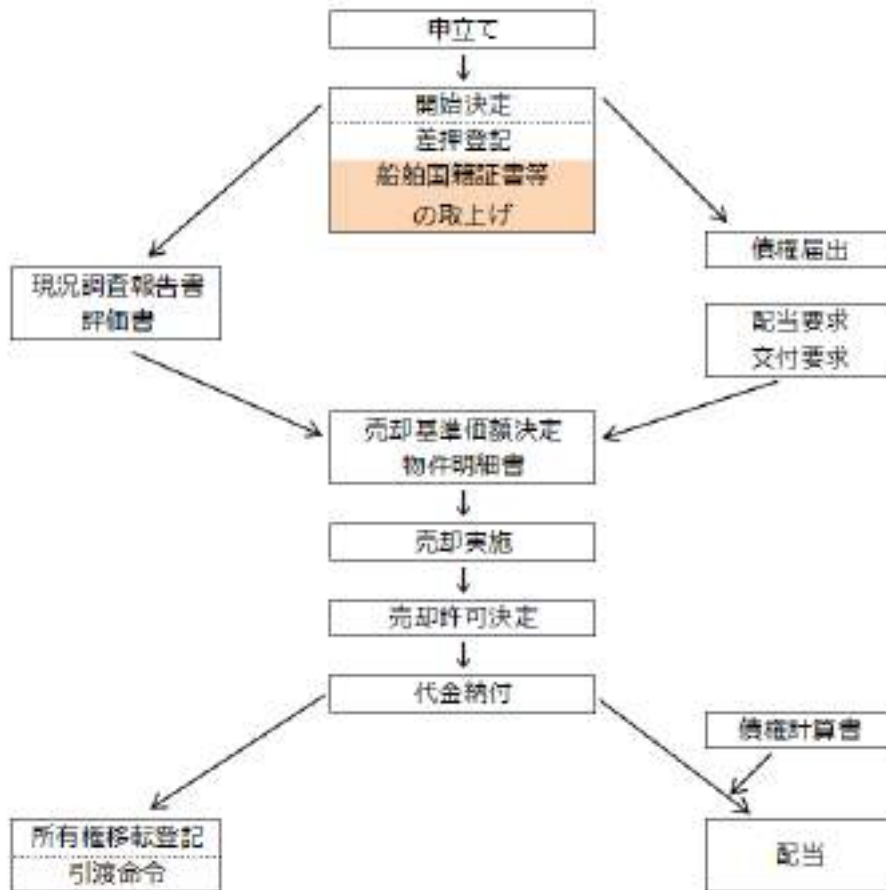 申立て
開始決定
差押登記
船舶国籍証書等
の取上げ
債権届出
現況調査報告書
評価書
配当要求
交付要求
売却基準価額決定
物件明細書
売却実施
売却許可決定
代金納付
債権計算書
所有権移転登記
引渡命令
配当